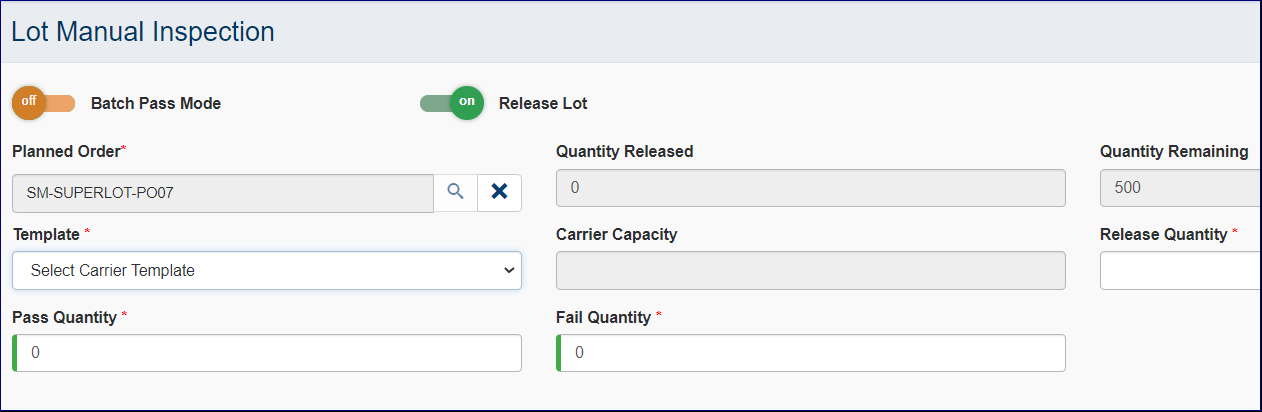 Lot Manual Inspection
off Batch Pass Mode on Release Lot
Planned Order* Quantity Released Quantity Remaining
SM-SUPERLOT-PO07 0 500
Template * Carrier Capacity Release Quantity *
Select Carrier Template
Pass Quantity * Fail Quantity *
0 0